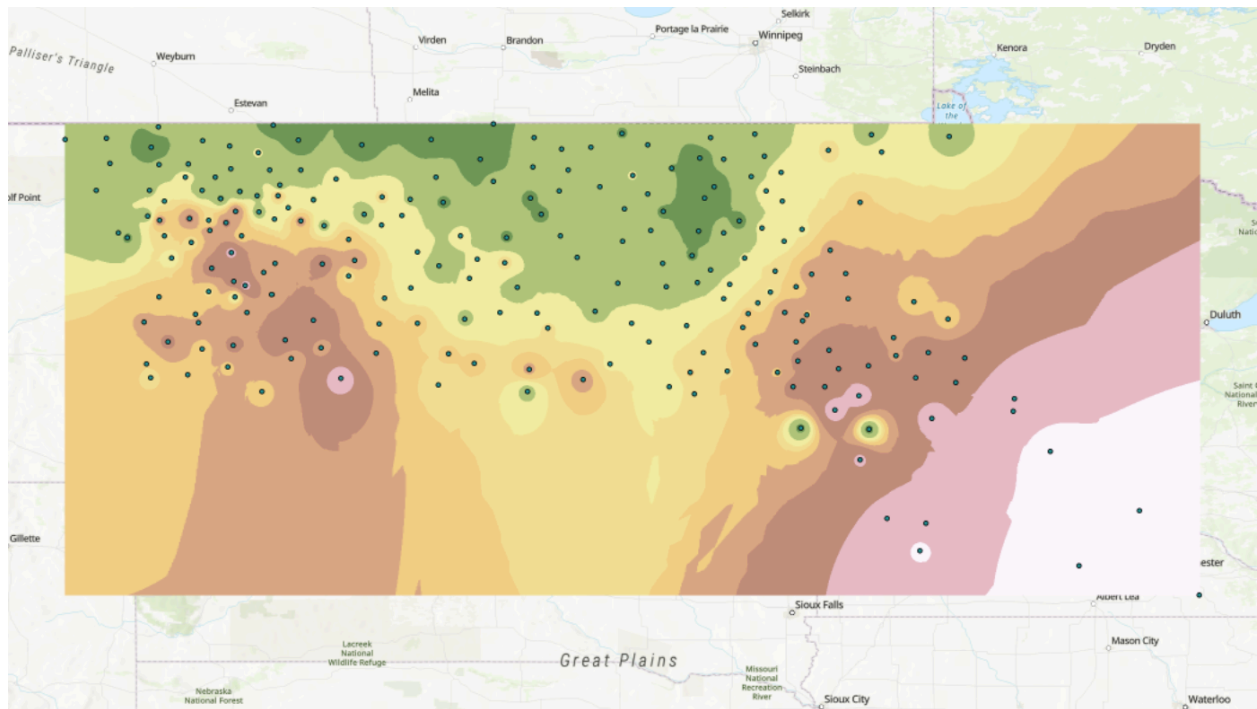 Selkirk
Portage la Prairie
Winnipeg
Virden
Brandon
Kenora
Dryden
Palliser's Triangle
Weyburn
Steinbach
Melita
Estevan
Lake of
the
olf Point
Duluth
Saint
River
Gillette
ester
Albert Lea
Sioux Falls
Mason City
Lacreek
National
Wildlife Refuge
Great Plains
Missouri
National
Recreation
River
Nebraska
National Forest
Sioux City
Waterloo